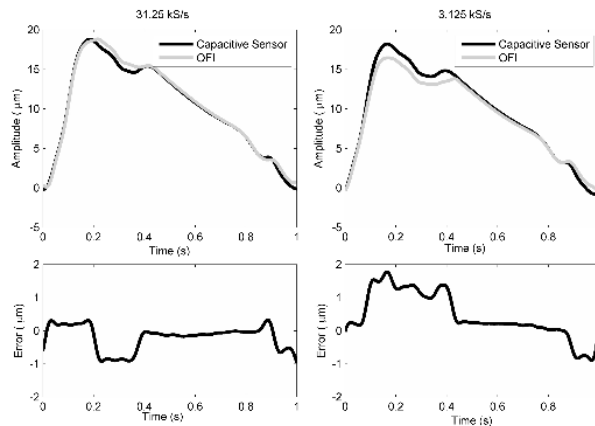 31.25 kS/s
20
15
10
5
0
-5
Amplitude ( μm)
Capacitive Sensor
OFI
0 0.2 0.4 0.6 0.8 1
Time (s)
2
1
0
-1
2
Error ( μm)
0 0.2 0.4 0.6 0.8 1
Time (s)
3.125 kS/s
20
15
10
5
0
-5
Amplitude ( μm)
Capacitive Sensor
OFI
0 0.2 0.4 0.6 0.8
Time (s)
2
1
0
-1
-2
Error ( μm)
0 0.2 0.4 0.6 0.8
Time (s)